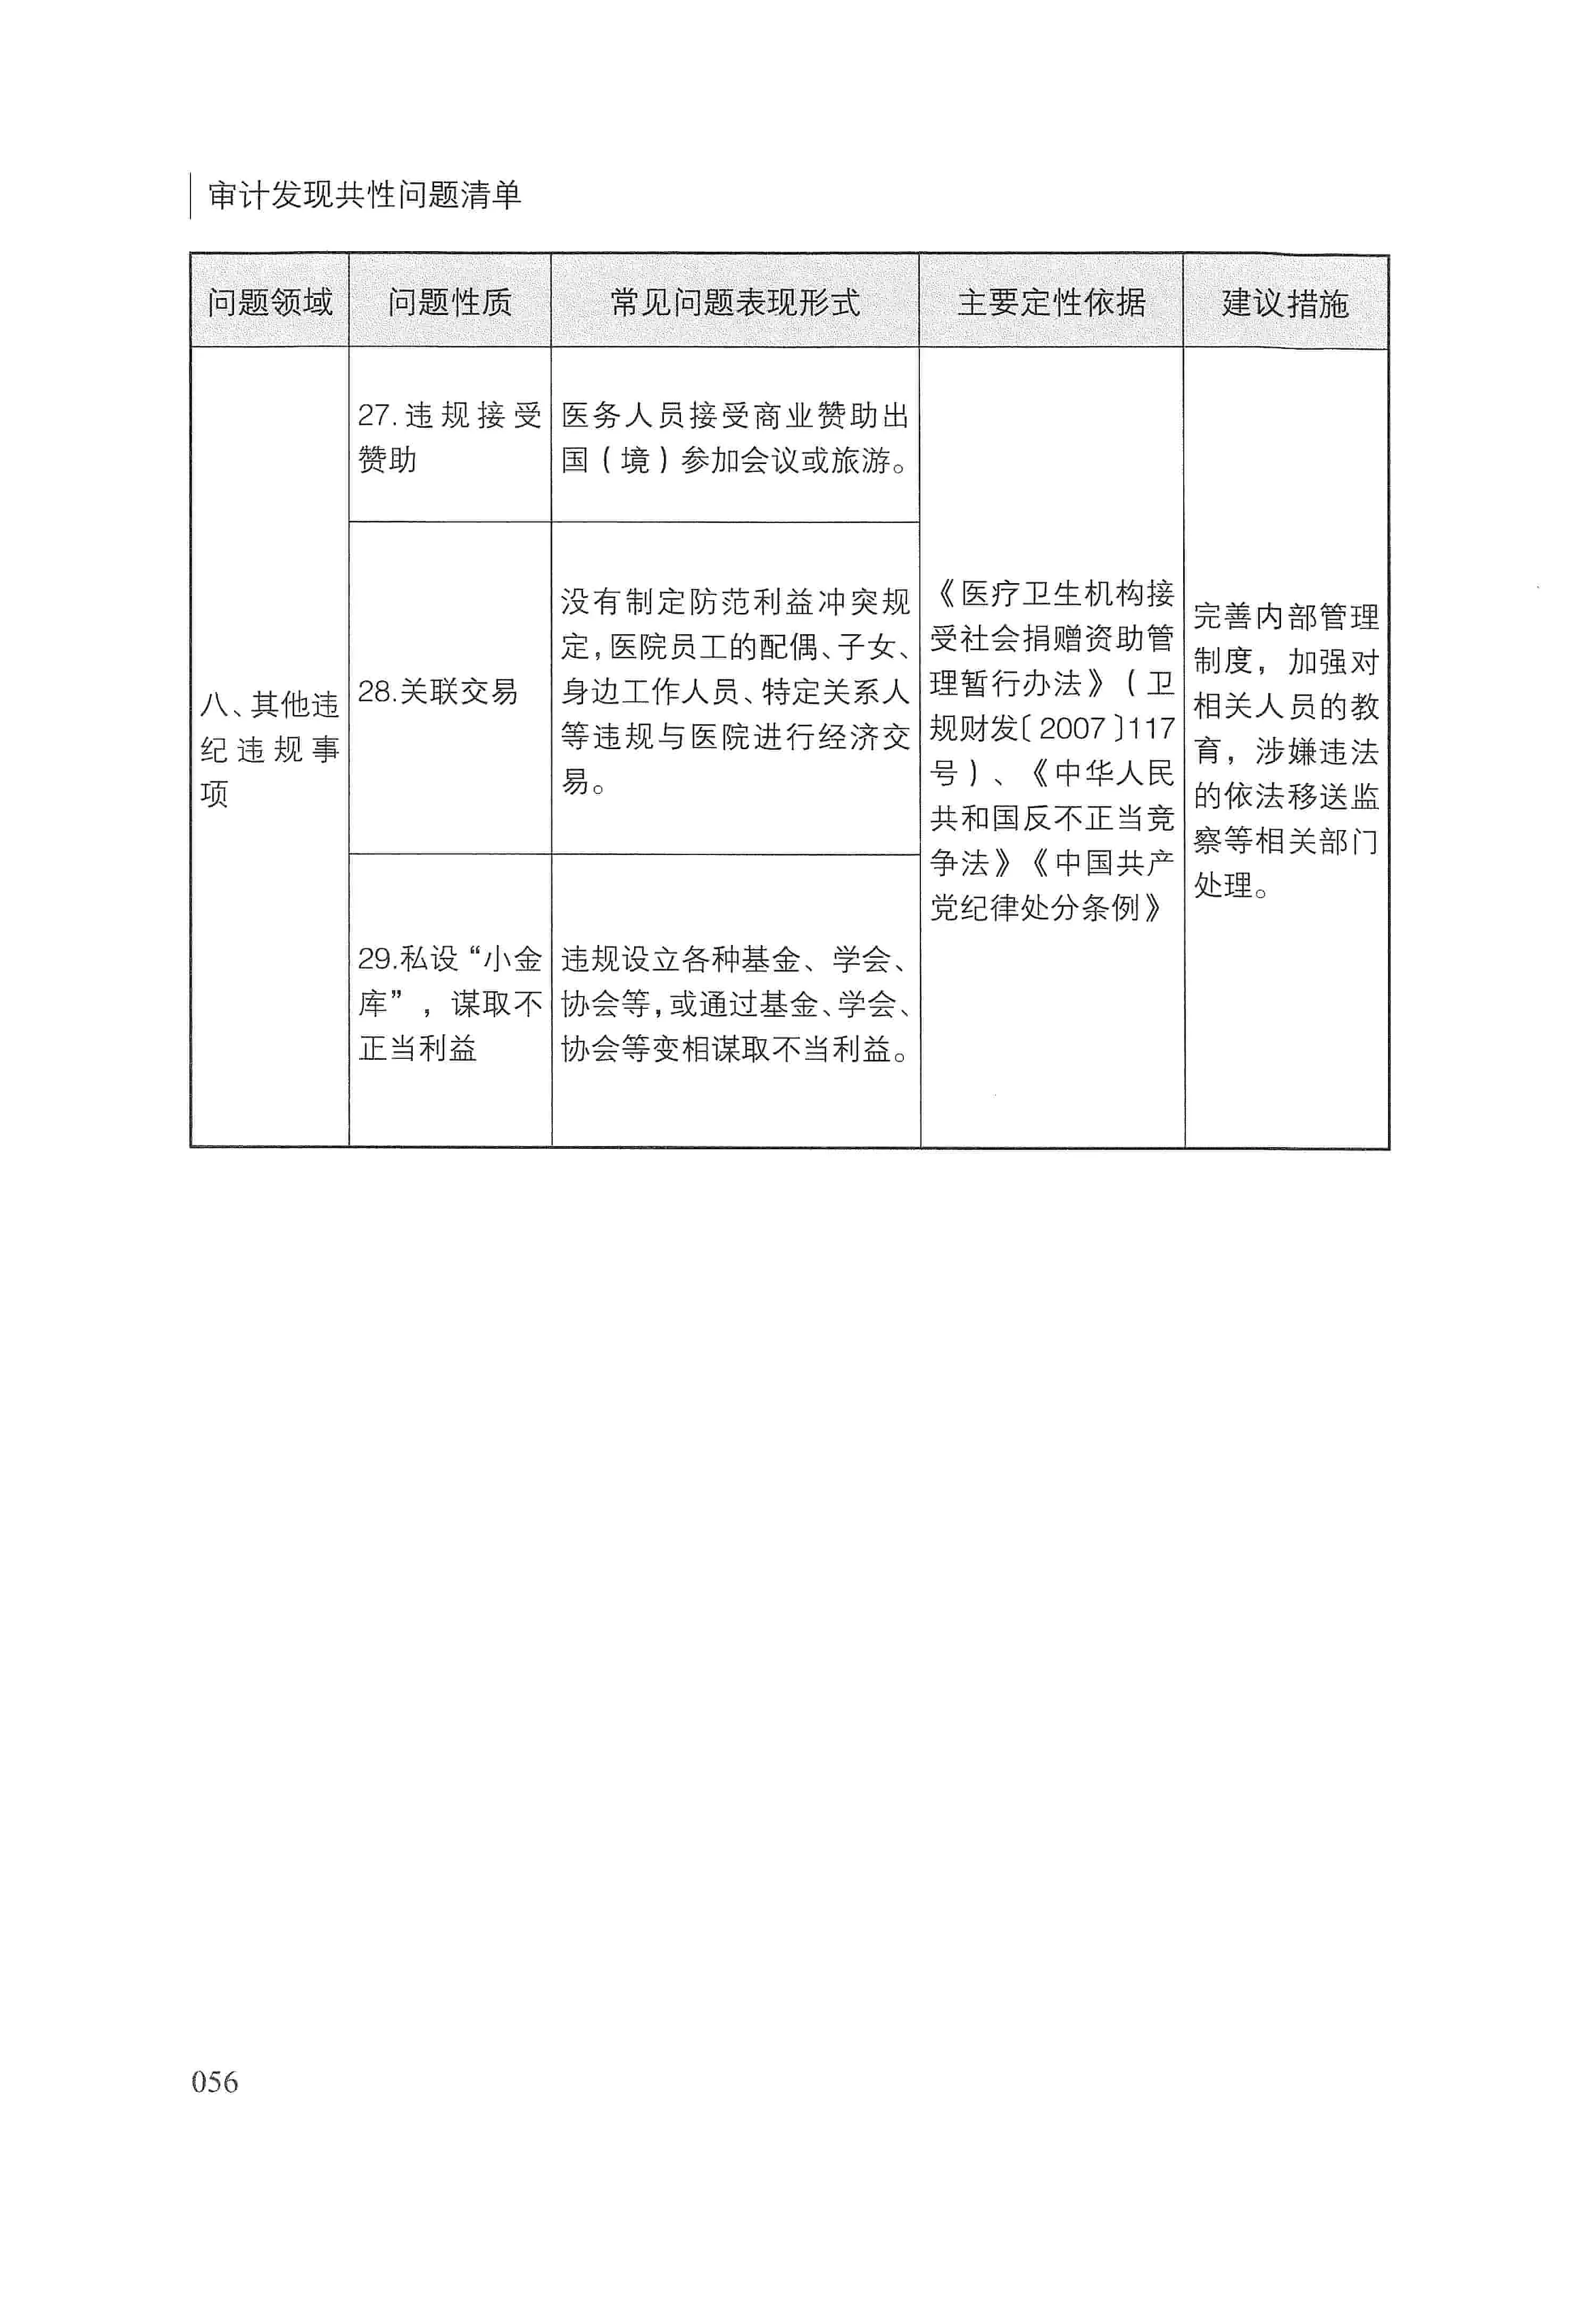 审计发现共性问题清单
问题领域
问题性质
常见问题表现形式
主要定性依据
建议措施
八、其他违
纪违规事
项
27.违规接受
赞助
医务人员接受商业赞助出
国（境）参加会议或旅游。
28.关联交易
没有制定防范利益冲突规
定，医院员工的配偶、子女、
身边工作人员、特定关系人
等违规与医院进行经济交
易。
29.私设“小金
库”，谋取不
正当利益
违规设立各种基金、学会、
协会等，或通过基金、学会、
协会等变相谋取不当利益。
《医疗卫生机构接
受社会捐赠资助管
理暂行办法》（卫
规财发〔2007〕117
号）、《中华人民
共和国反不正当竞
争法》《中国共产
党纪律处分条例》
完善内部管理
制度，加强对
相关人员的教
育，涉嫌违法
的依法移送监
察等相关部门
处理。
056